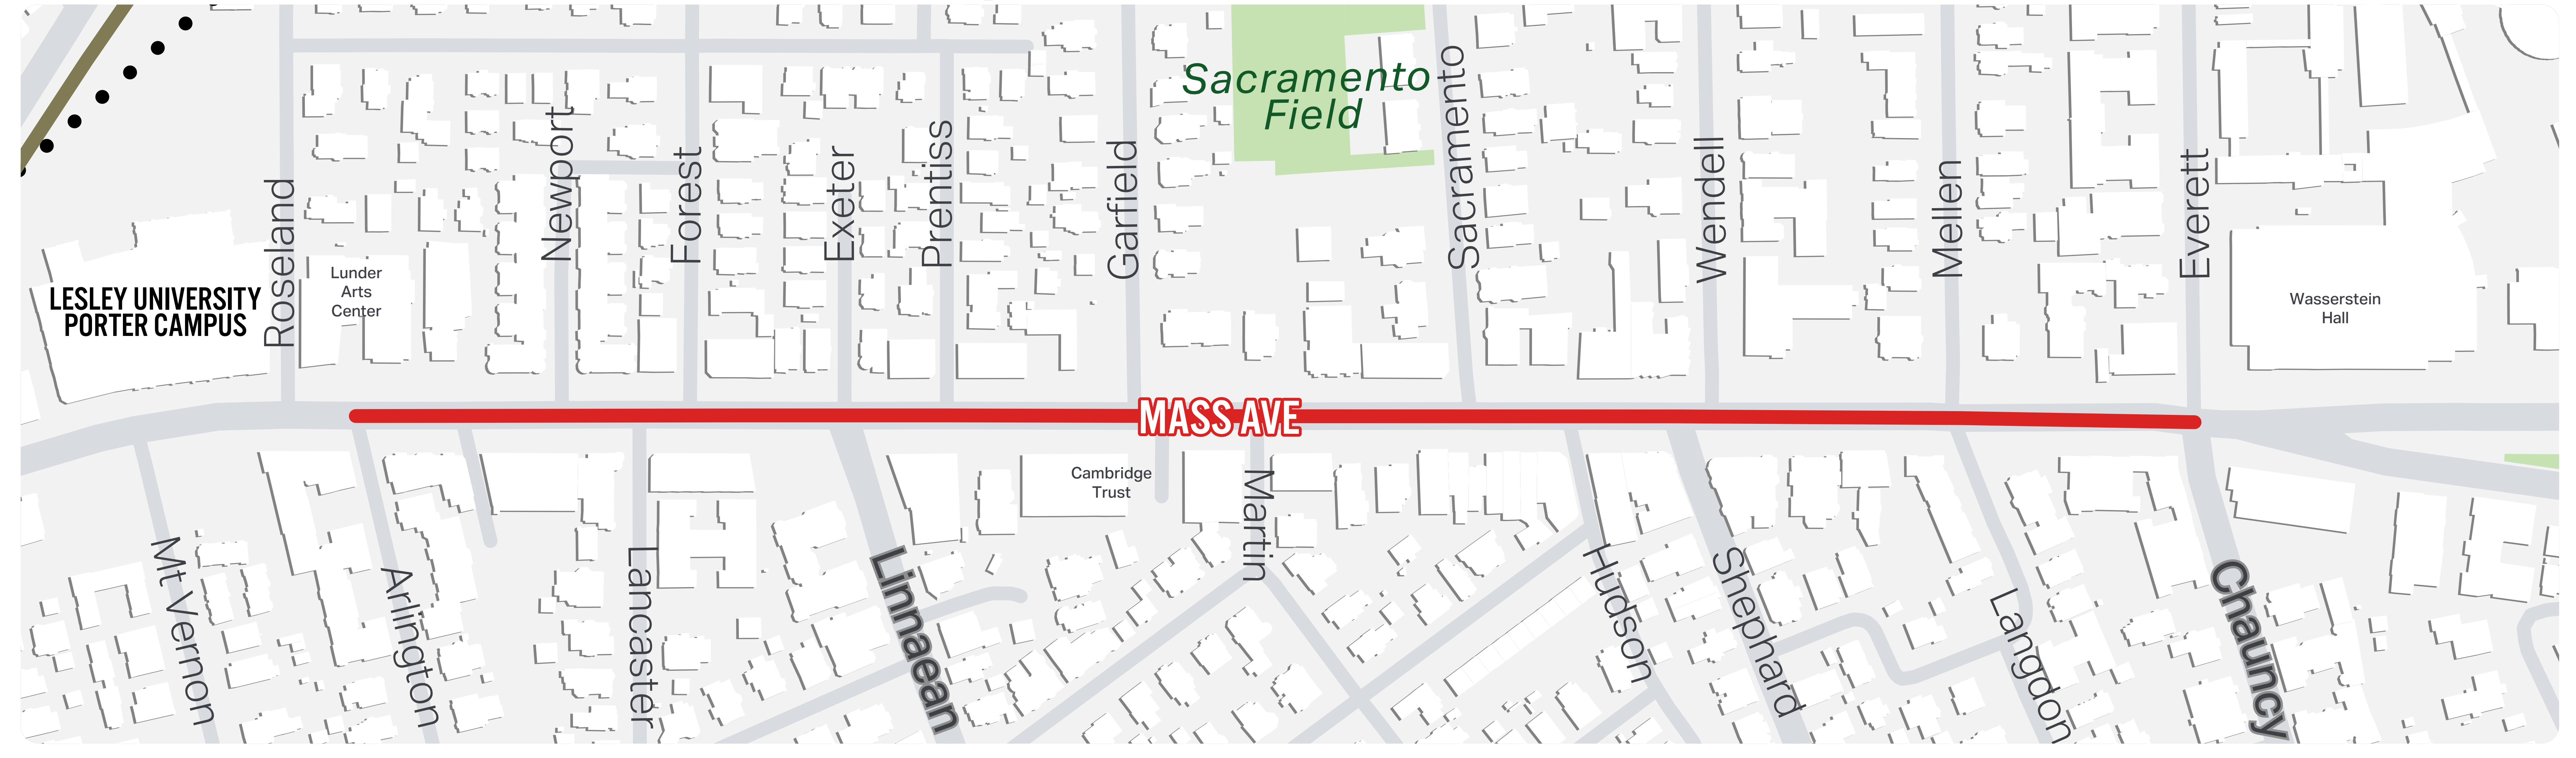 Sacramento
Field
Roseland
Newport
Forest
Exeter
Prentiss
Garfield
Sacramento
Wendell
Mellen
Everett
LESLEY UNIVERSITY
PORTER CAMPUS
Lunder
Arts
Center
Wasserstein
Hall
MASS AVE
Cambridge
Trust
Mt Vernon
Arlington
Lancaster
Linnaean
Martin
Hudson
Shephard
Langdon
Chauncy